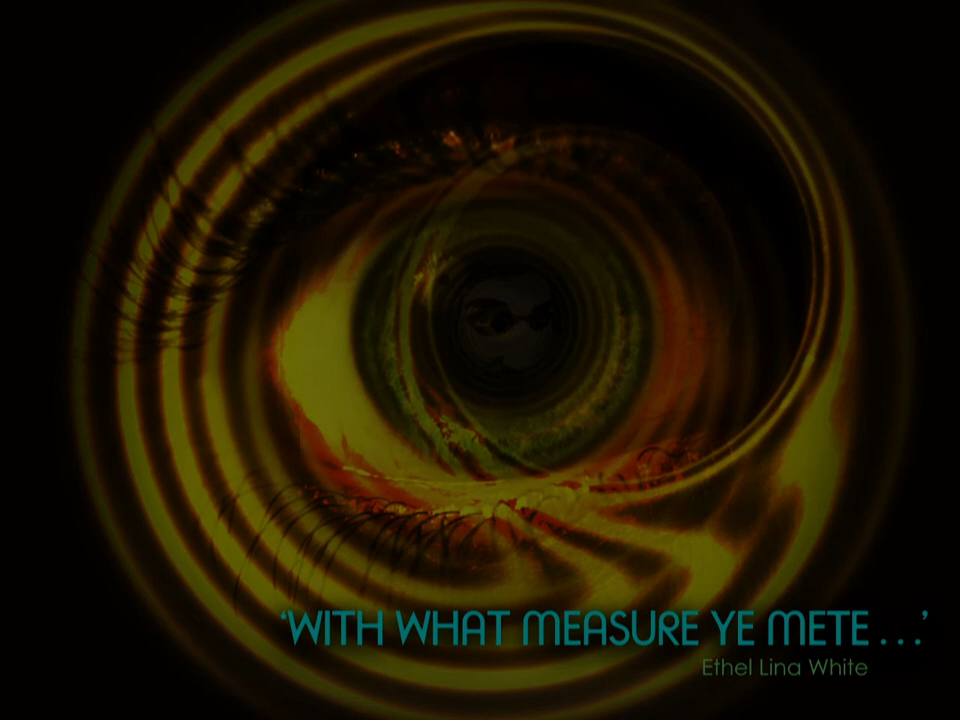 ‘WITH WHAT MEASURE YE METE . . .’
Ethel Lina White